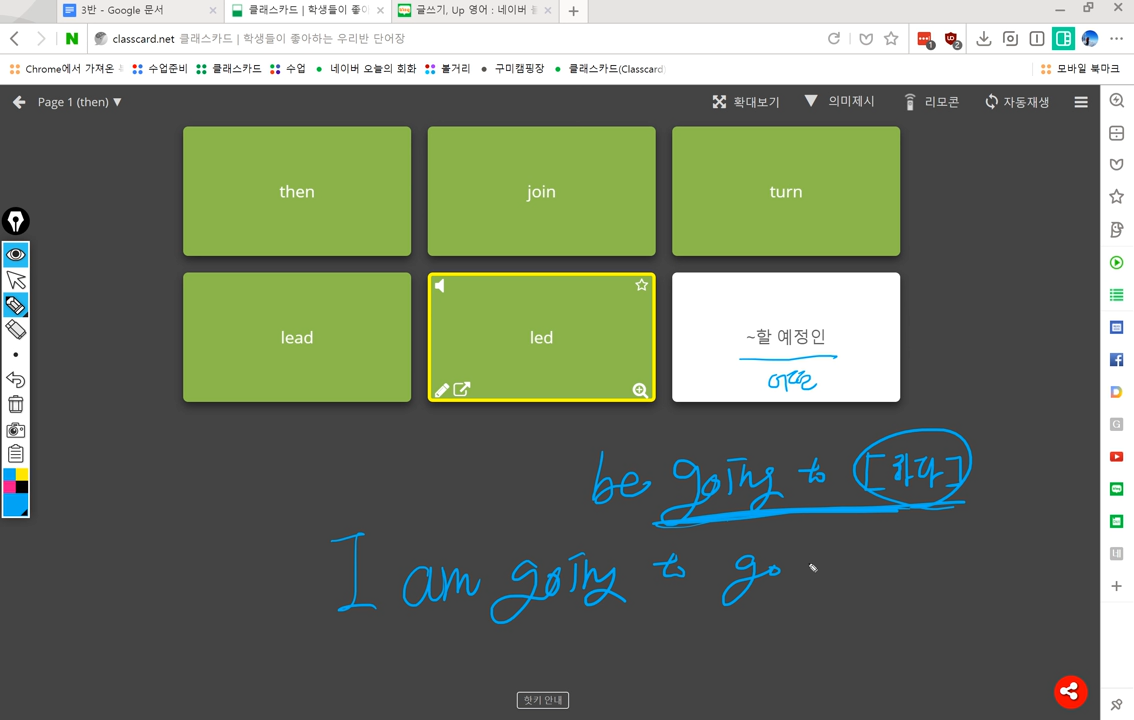 3반 - Google 문서
클래스카드 | 학생들이 좋아
글쓰기, Up 영어 : 네이버
classcard.net 클래스카드 | 학생들이 좋아하는 우리반 단어장
Chrome에서 가져온 수업준비 클래스카드 수업 네이버 오늘의 회화 볼거리 구미캠핑장 클래스카드(Classcard 모바일 북마크
Page 1 (then) ▼ 확대보기 ▼ 의미제시 리모콘 자동재생
then join turn
lead led ~할 예정인
be going to [하다]
I am going to go
핫키 안내